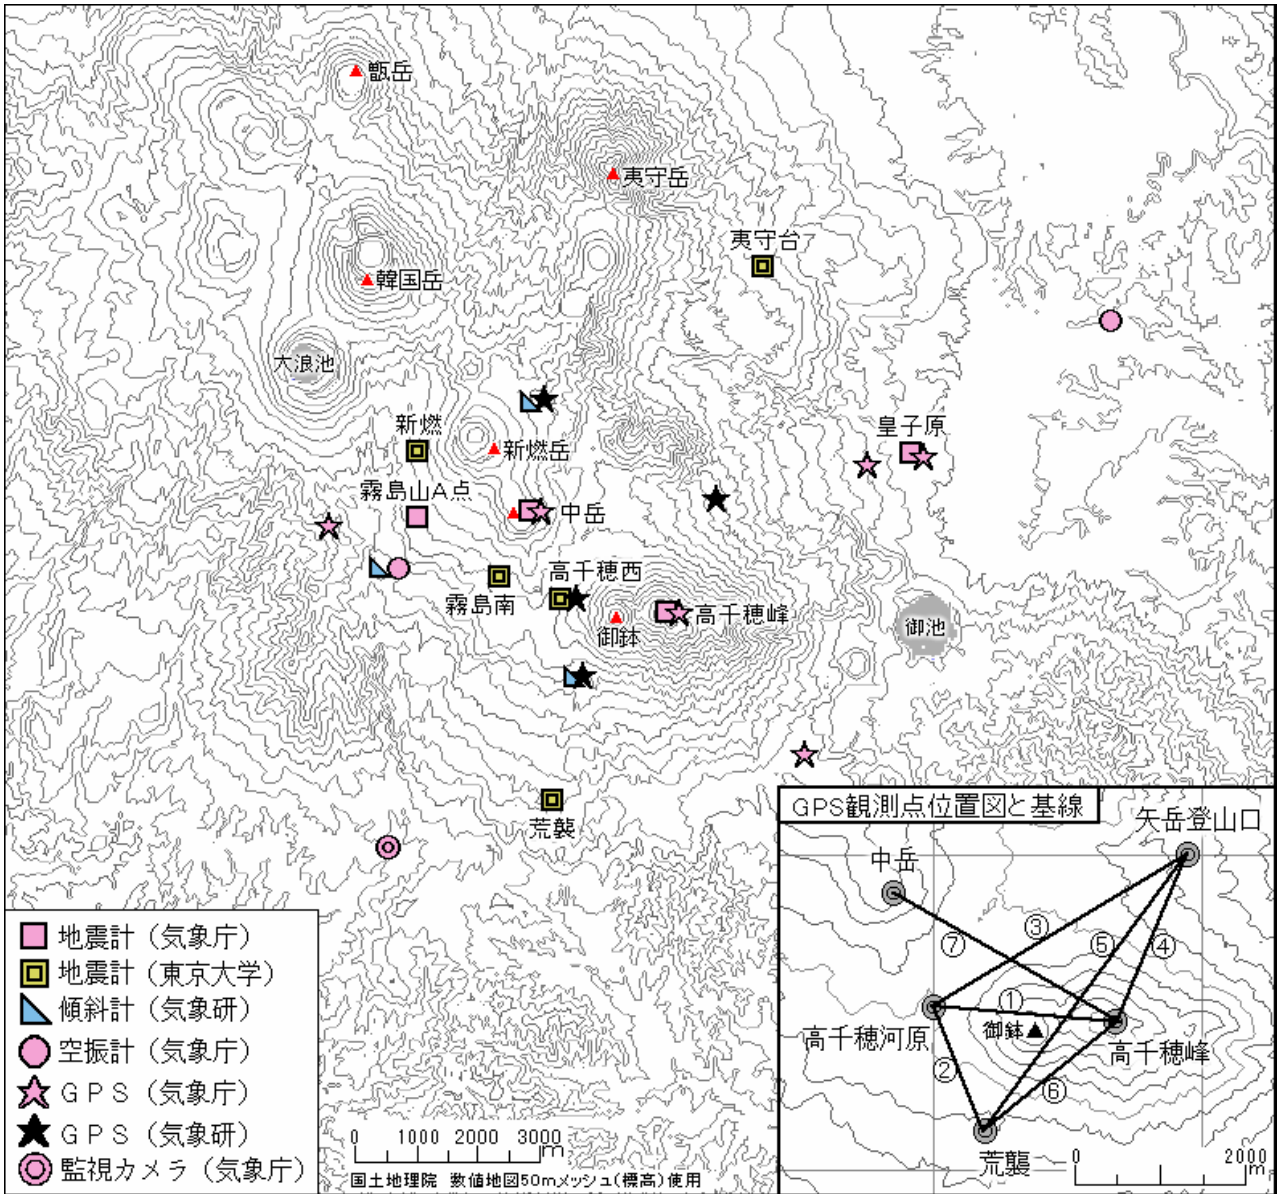 甑岳
夷守岳
夷守台
韓国岳
大浪池
新燃
新燃岳
皇子原
霧島山A点
中岳
高千穂西
霧島南
高千穂峰
御鉢
御池
荒襲
GPS観測点位置図と基線
矢岳登山口
中岳
③
⑦
⑤
④
①
御鉢
高千穂河原
高千穂峰
②
⑥
荒襲
0 2000
m
地震計（気象庁）
地震計（東京大学）
傾斜計（気象研）
空振計（気象庁）
GPS（気象庁）
GPS（気象研）
監視カメラ（気象庁）
0 1000 2000 3000
m
国土地理院 数値地図50mメッシュ(標高)使用